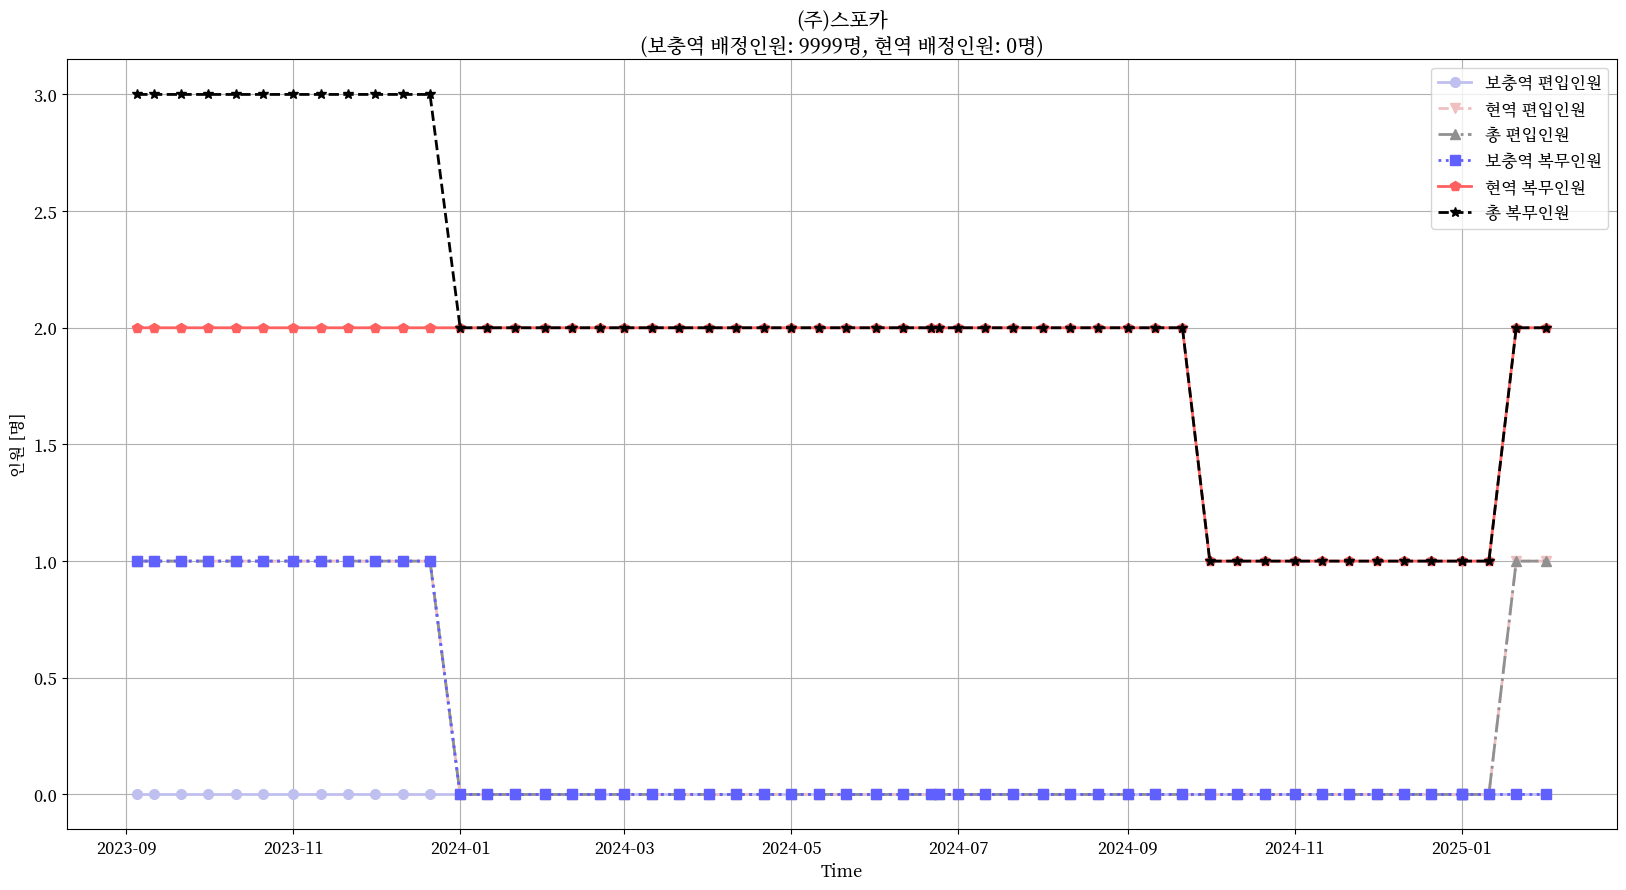 (주)스포카
(보충역 배정인원: 9999명, 현역 배정인원: 0명)
보충역 편입인원
현역 편입인원
총 편입인원
보충역 복무인원
현역 복무인원
총 복무인원
인원 [명]
3.0
2.5
2.0
1.5
1.0
0.5
0.0
2023-09 2023-11 2024-01 2024-03 2024-05 2024-07 2024-09 2024-11 2025-01
Time